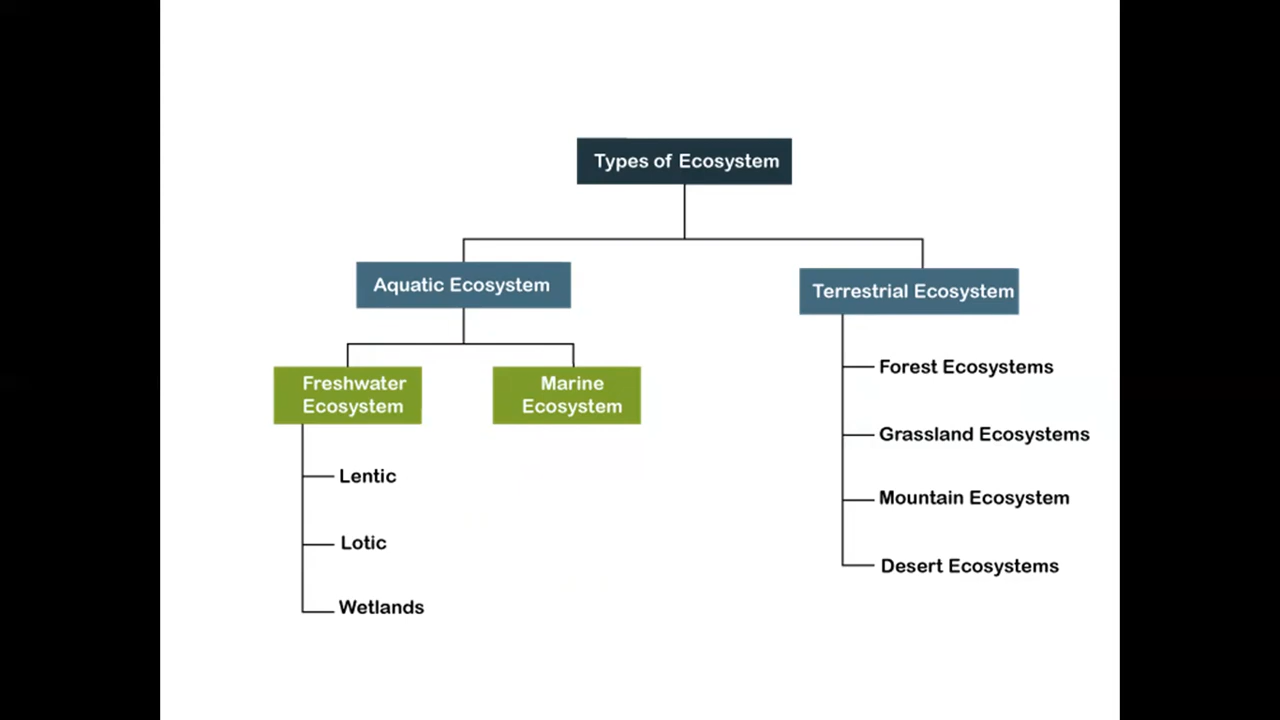 Types of Ecosystem
Aquatic Ecosystem
Terrestrial Ecosystem
Freshwater
Ecosystem
Marine
Ecosystem
Lentic
Lotic
Wetlands
Forest Ecosystems
Grassland Ecosystems
Mountain Ecosystem
Desert Ecosystems